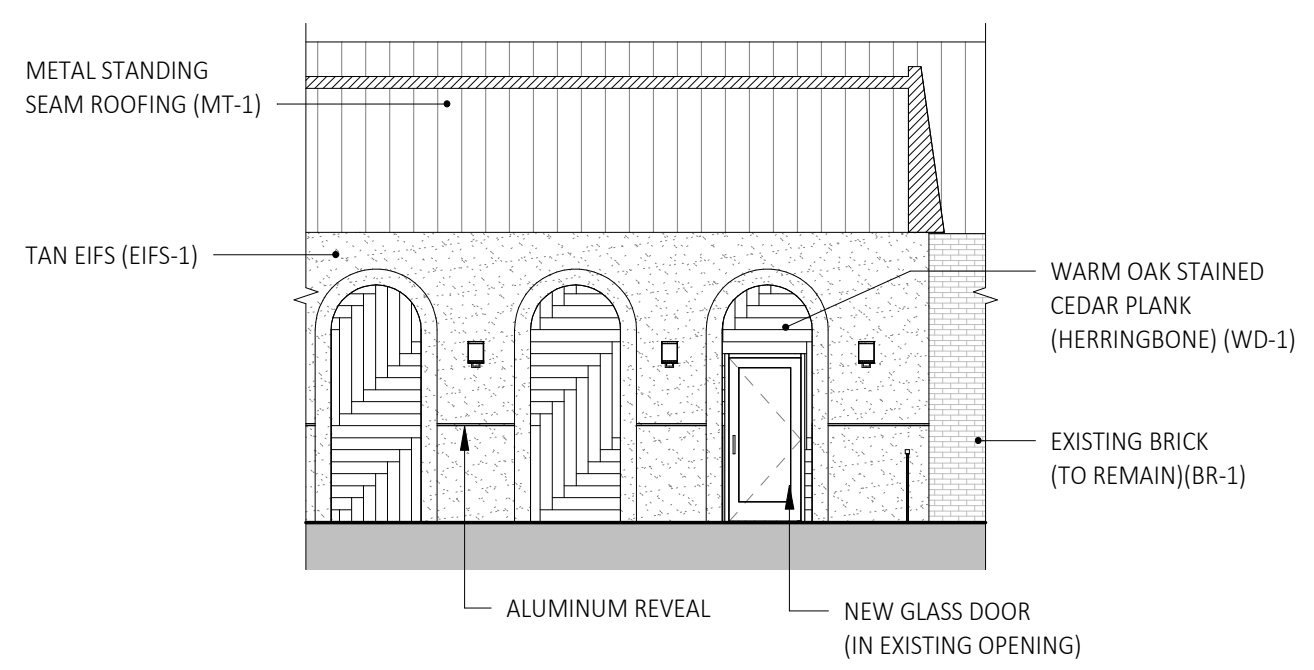 METAL STANDING
SEAM ROOFING (MT-1)
TAN EIFS (EIFS-1)
WARM OAK STAINED
CEDAR PLANK
(HERRINGBONE) (WD-1)
EXISTING BRICK
(TO REMAIN)(BR-1)
ALUMINUM REVEAL
NEW GLASS DOOR
(IN EXISTING OPENING)